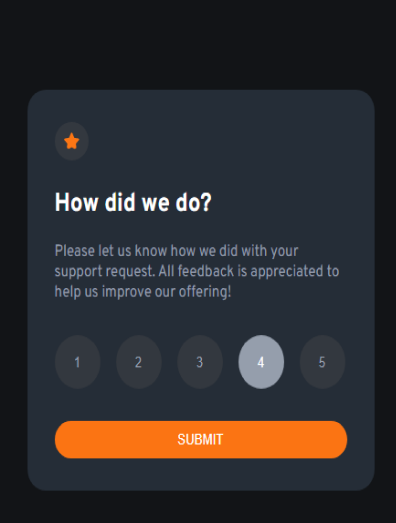 How did we do?
Please let us know how we did with your
support request. All feedback is appreciated to
help us improve our offering!
1 2 3 4 5
SUBMIT